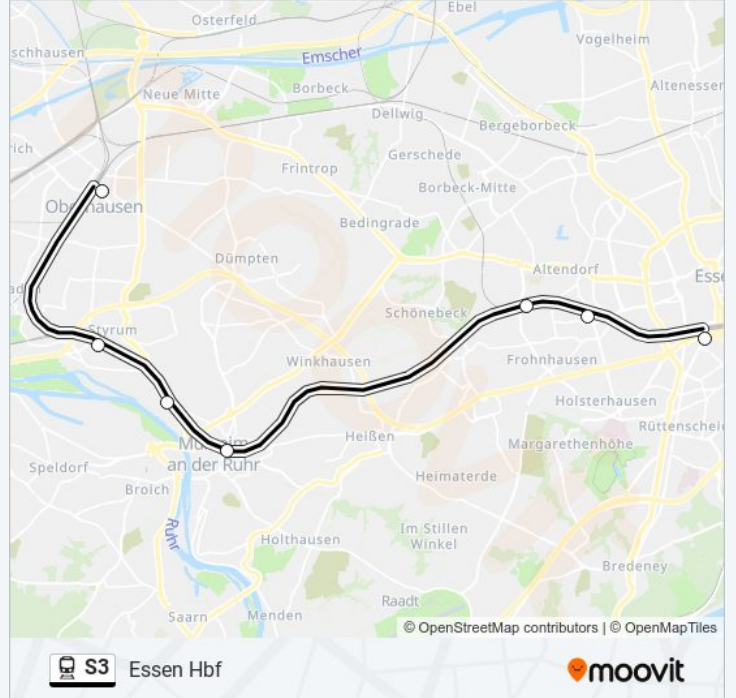 Osterfeld
Ebel
schhausen
Emscher
Vogelheim
Neue Mitte
Borbeck
Altenesser
Dellwig
Bergeborbeck
rich
Gerschede
Frintrop
Borbeck-Mitte
Oberhausen
Bedingrade
Dümpten
Altendorf
Esse
Schönebeck
Styrum
Winkhausen
Frohnhausen
Holsterhausen
Rüttenschei
Heißen
Margarethenhöhe
Mülheim
an der Ruhr
Speldorf
Heimaterde
Broich
Ruhr
Im Stillen
Winkel
Holthausen
Bredeney
Raadt
Saarn
Menden
© OpenStreetMap contributors | © OpenMapTiles
S3 Essen Hbf
moovit